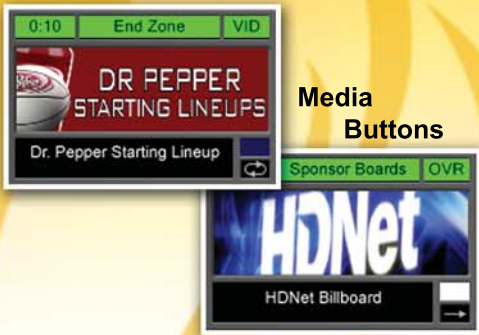 0:10 End Zone VID
DR PEPPER
STARTING LINEUPS
Dr. Pepper Starting Lineup
Media
Buttons
Sponsor Boards OVR
HDNet
HDNet Billboard